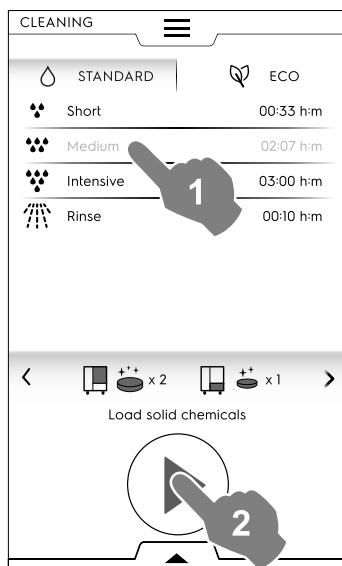 CLEANING
STANDARD ECO
Short 00:33 h:m
Medium 02:07 h:m
1
Intensive 03:00 h:m
Rinse 00:10 h:m
x 2 x 1
Load solid chemicals
2